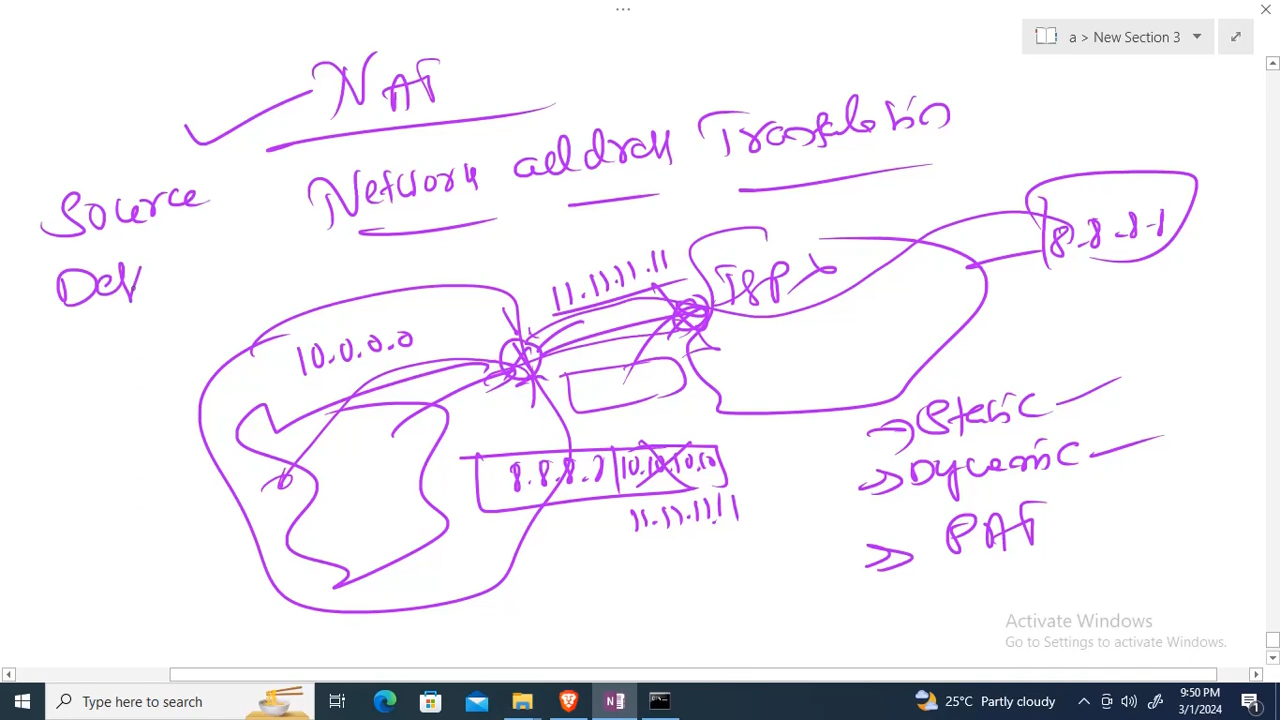 a > New Section 3
NAT
Network address Translation
Source
Des
11.11.11.11
ISP
8.8.8.1
10.0.0.0
Static
Dynamic
PAT
8.8.8.8 10.10.10.10
11.11.11.11
Activate Windows
Go to Settings to activate Windows.
Type here to search
25°C Partly cloudy
9:50 PM
3/1/2024